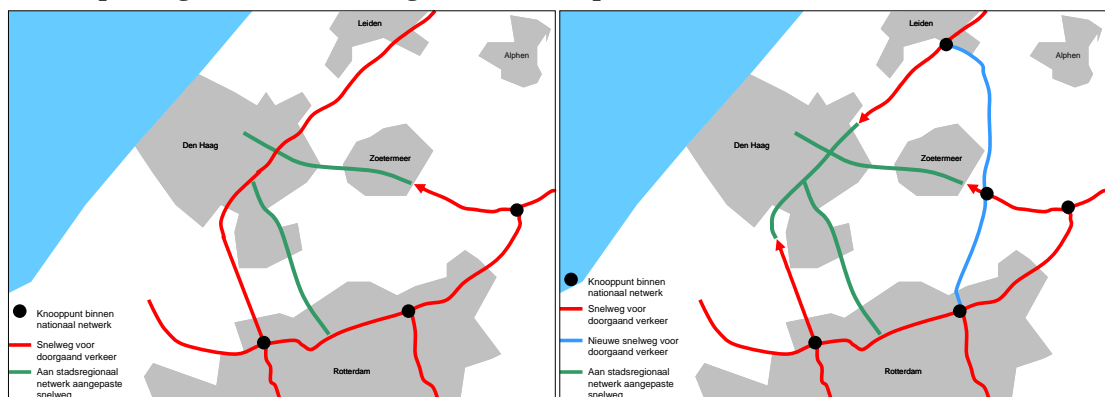 Leiden
Alphen
Den Haag
Zoetermeer
Knooppunt binnen
nationaal netwerk
Snelweg voor
doorgaand verkeer
Aan stadsregionaal
netwerk aangepaste
snelweg
Rotterdam
Leiden
Alphen
Den Haag
Zoetermeer
Knooppunt binnen
nationaal netwerk
Snelweg voor
doorgaand verkeer
Nieuwe snelweg voor
doorgaand verkeer
Aan stadsregionaal
netwerk aangepaste
snelweg
Rotterdam